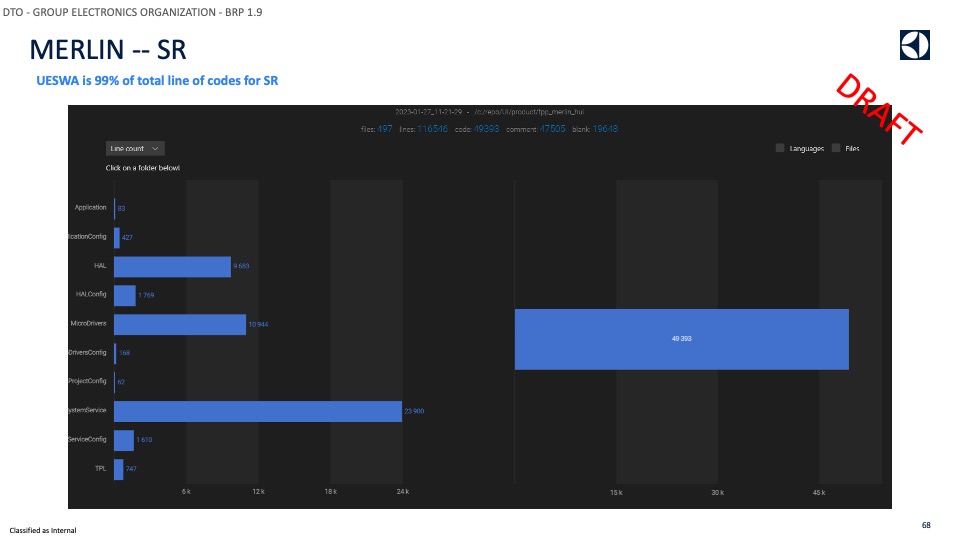 DTO - GROUP ELECTRONICS ORGANIZATION - BRP 1.9
MERLIN -- SR
UESWA is 99% of total line of codes for SR
DRAFT
2023-01-27_11-21-29 - /c:/repo/UI/product/fpp_merlin_hui
files: 497 lines: 116546 code: 49393 comment: 47505 blank: 19648
Line count
Languages Files
Click on a folder below!
Application 83
icationConfig 427
HAL 9 683
HALConfig 1 769
MicroDrivers 10 944
DriversConfig 168
ProjectConfig 62
ystemService 23 900
ServiceConfig 1 610
TPL 747
6 k 12 k 18 k 24 k
49 393
15 k 30 k 45 k
Classified as Internal
68